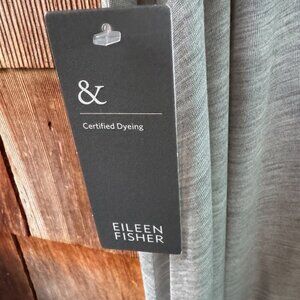 &
Certified Dyeing
EILEEN
FISHER